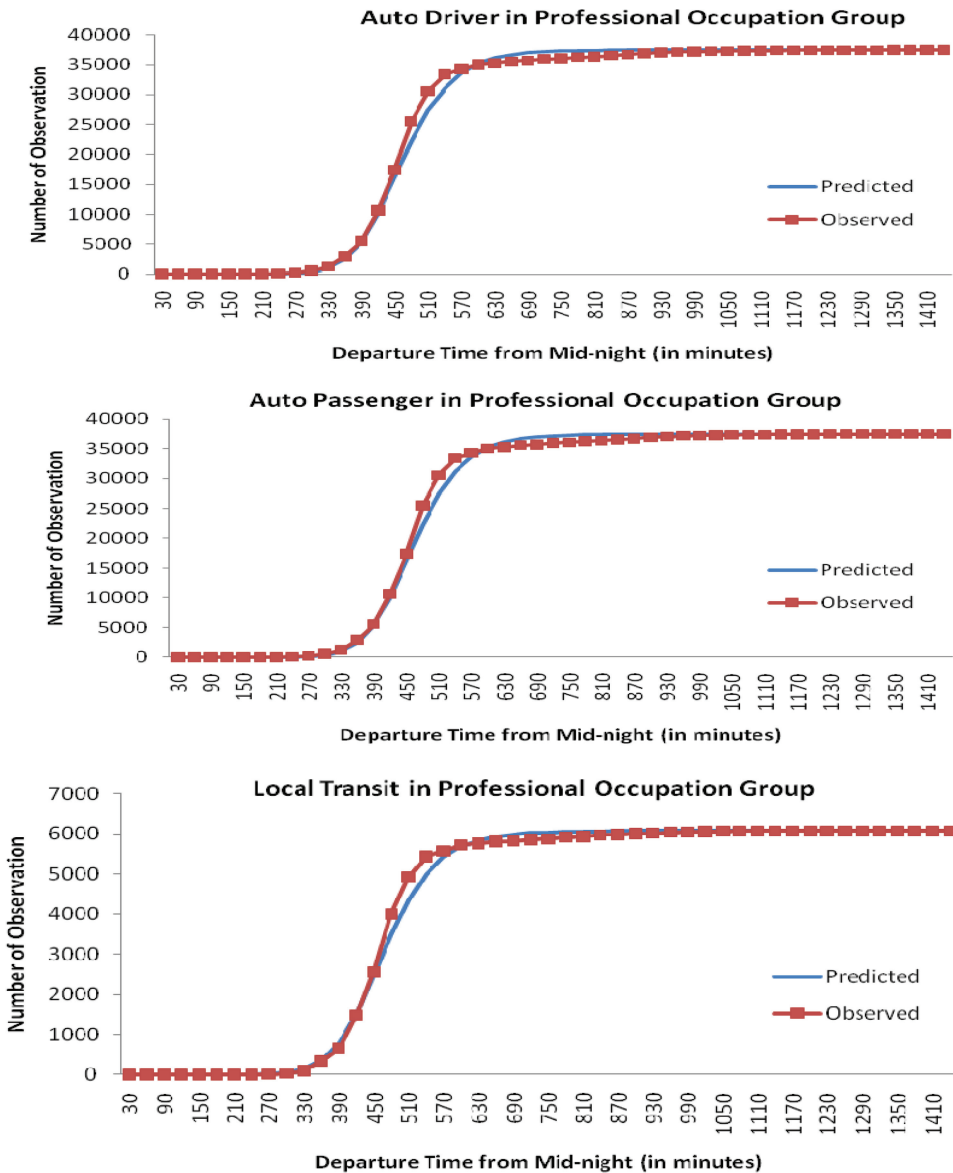 Auto Driver in Professional Occupation Group
40000
35000
30000
25000
20000
15000
10000
5000
0
Number of Observation
Predicted
Observed
30 90 150 210 270 330 390 450 510 570 630 690 750 810 870 930 990 1050 1110 1170 1230 1290 1350 1410
Departure Time from Mid-night (in minutes)
Auto Passenger in Professional Occupation Group
40000
35000
30000
25000
20000
15000
10000
5000
0
Number of Observation
Predicted
Observed
30 90 150 210 270 330 390 450 510 570 630 690 750 810 870 930 990 1050 1110 1170 1230 1290 1350 1410
Departure Time from Mid-night (in minutes)
Local Transit in Professional Occupation Group
7000
6000
5000
4000
3000
2000
1000
0
Number of Observation
Predicted
Observed
30 90 150 210 270 330 390 450 510 570 630 690 750 810 870 930 990 1050 1110 1170 1230 1290 1350 1410
Departure Time from Mid-night (in minutes)